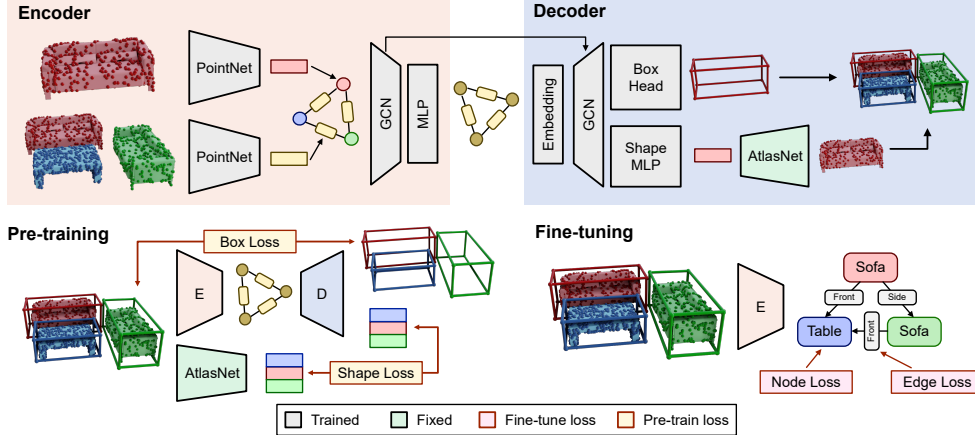 Encoder
Decoder
PointNet
PointNet
GCN
MLP
Embedding
GCN
Box
Head
Shape
MLP
AtlasNet
Pre-training
Box Loss
E
D
AtlasNet
Shape Loss
Fine-tuning
E
Sofa
Front
Side
Table
Front
Sofa
Node Loss
Edge Loss
Trained
Fixed
Fine-tune loss
Pre-train loss